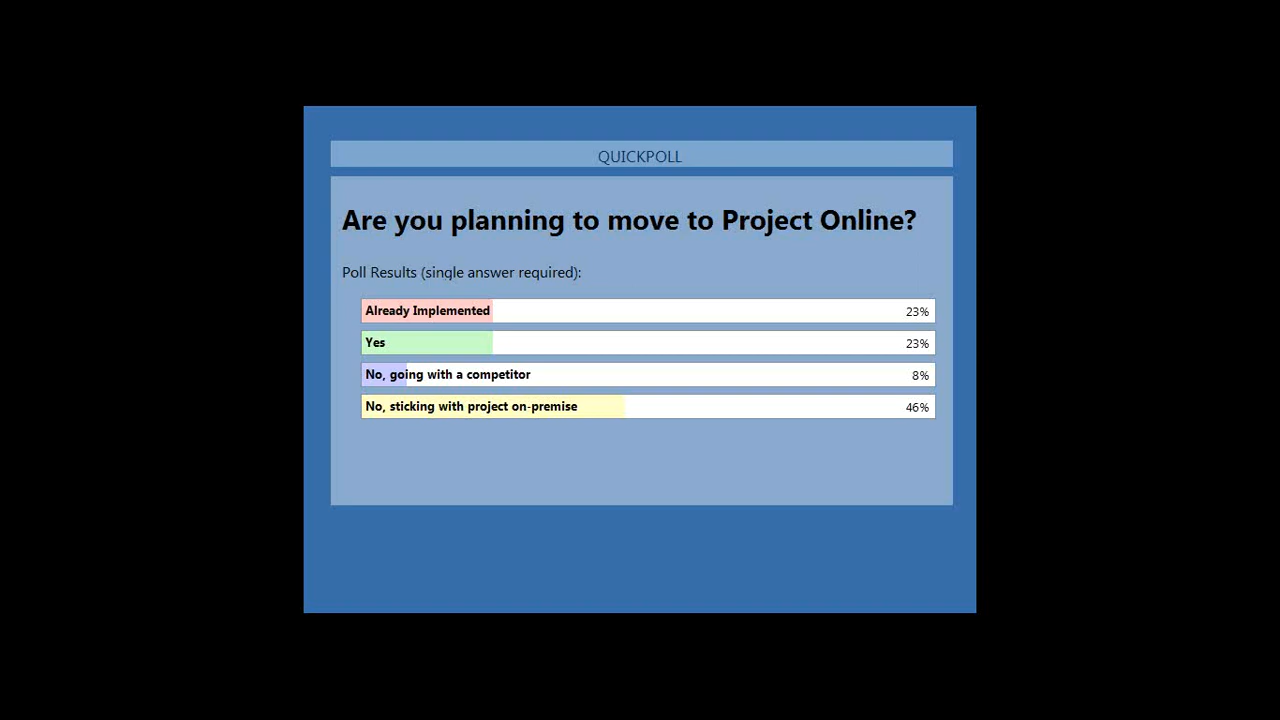 QUICKPOLL
Are you planning to move to Project Online?
Poll Results (single answer required):
Already Implemented 23%
Yes 23%
No, going with a competitor 8%
No, sticking with project on-premise 46%